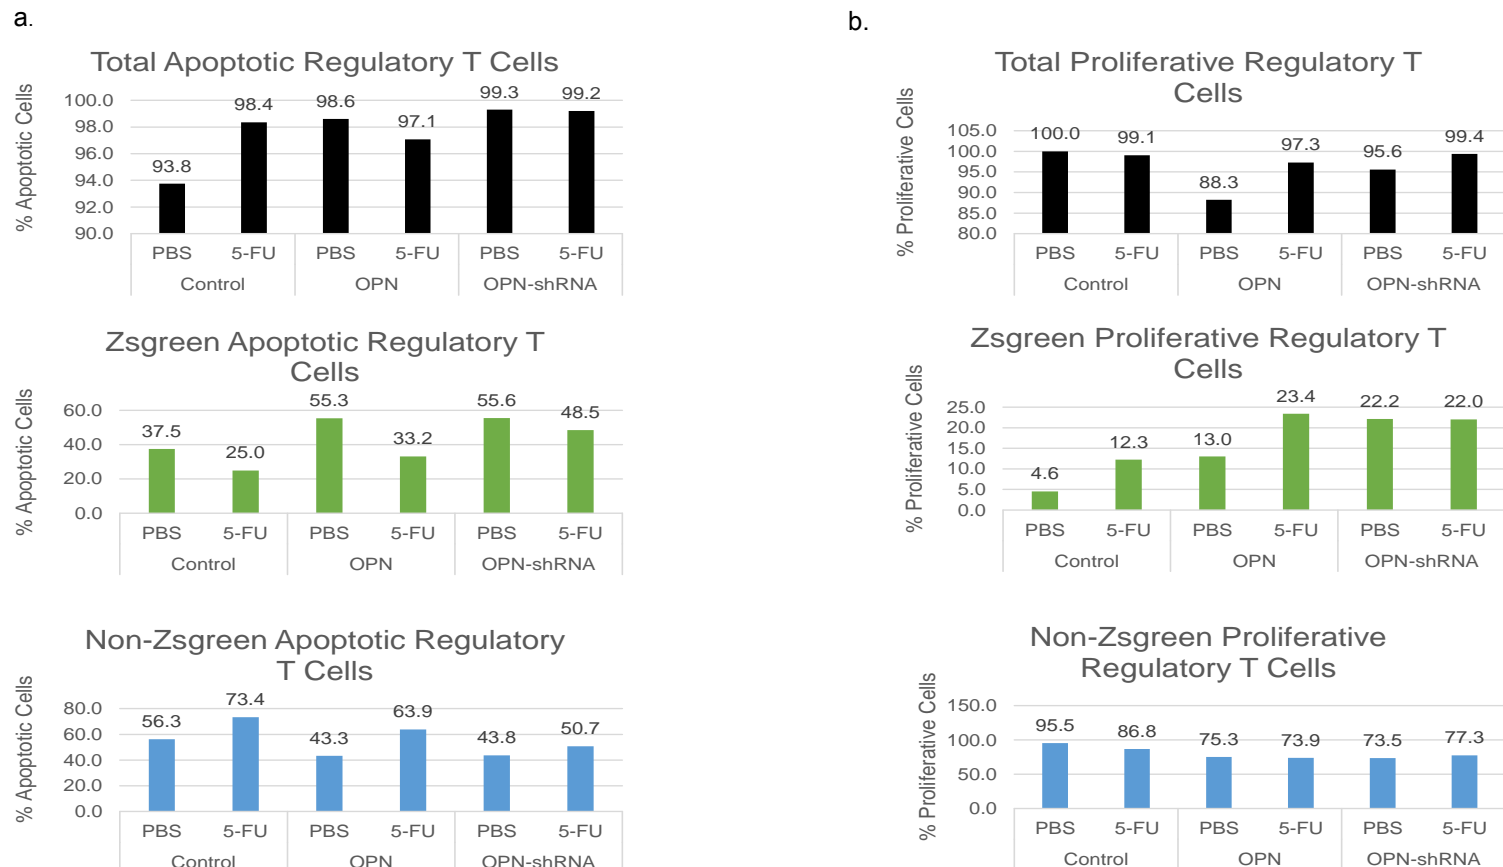 a.
Total Apoptotic Regulatory T Cells
% Apoptotic Cells
100.0
98.0
96.0
94.0
92.0
90.0
93.8
98.4
98.6
97.1
99.3
99.2
PBS 5-FU PBS 5-FU PBS 5-FU
Control OPN OPN-shRNA
Zsgreen Apoptotic Regulatory T
Cells
% Apoptotic Cells
60.0
40.0
20.0
0.0
37.5
25.0
55.3
33.2
55.6
48.5
PBS 5-FU PBS 5-FU PBS 5-FU
Control OPN OPN-shRNA
Non-Zsgreen Apoptotic Regulatory
T Cells
% Apoptotic Cells
80.0
60.0
40.0
20.0
0.0
56.3
73.4
43.3
63.9
43.8
50.7
PBS 5-FU PBS 5-FU PBS 5-FU
Control OPN OPN-shRNA
b.
Total Proliferative Regulatory T
Cells
% Proliferative Cells
105.0
100.0
95.0
90.0
85.0
80.0
100.0
99.1
88.3
97.3
95.6
99.4
PBS 5-FU PBS 5-FU PBS 5-FU
Control OPN OPN-shRNA
Zsgreen Proliferative Regulatory T
Cells
% Proliferative Cells
25.0
20.0
15.0
10.0
5.0
0.0
4.6
12.3
13.0
23.4
22.2
22.0
PBS 5-FU PBS 5-FU PBS 5-FU
Control OPN OPN-shRNA
Non-Zsgreen Proliferative
Regulatory T Cells
% Proliferative Cells
150.0
100.0
50.0
0.0
95.5
86.8
75.3
73.9
73.5
77.3
PBS 5-FU PBS 5-FU PBS 5-FU
Control OPN OPN-shRNA